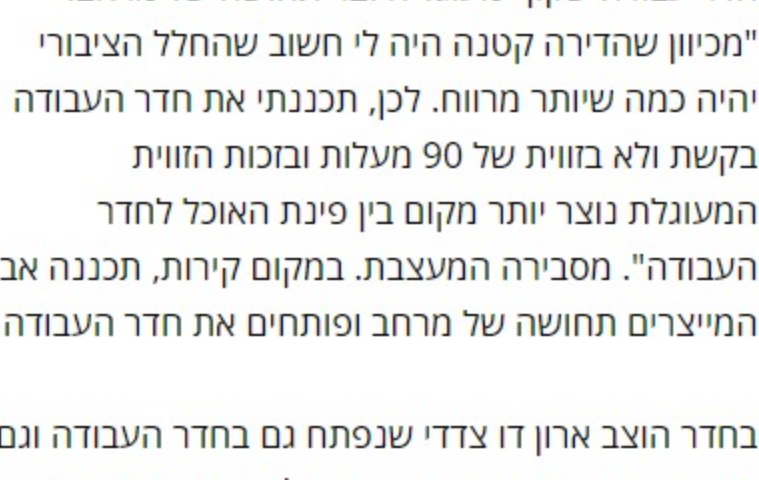 "מכיוון שהדירה קטנה היה לי חשוב שהחלל הציבורי
יהיה כמה שיותר מרווח. לכן, תכננתי את חדר העבודה
בקשת ולא בזווית של 90 מעלות ובזכות הזווית
המעוגלת נוצר יותר מקום בין פינת האוכל לחדר
העבודה". מסבירה המעצבת. במקום קירות, תכננה אב
המייצרים תחושה של מרחב ופותחים את חדר העבודה
בחדר הוצב ארון דו צדדי שנפתח גם בחדר העבודה וגם